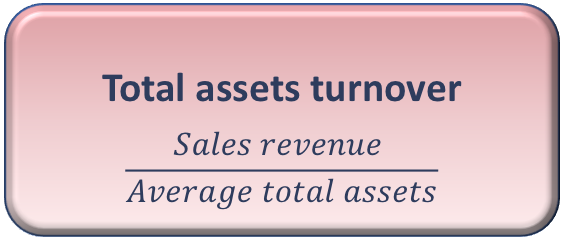 Total assets turnover
Sales revenue
Average total assets